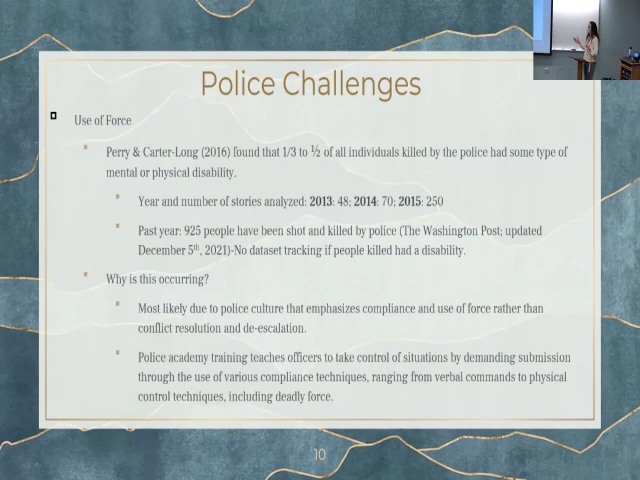 Police Challenges
Use of Force
Perry & Carter-Long (2016) found that 1/3 to ½ of all individuals killed by the police had some type of
mental or physical disability.
Year and number of stories analyzed: 2013: 48; 2014: 70; 2015: 250
Past year: 925 people have been shot and killed by police (The Washington Post; updated
December 5th, 2021)-No dataset tracking if people killed had a disability.
Why is this occurring?
Most likely due to police culture that emphasizes compliance and use of force rather than
conflict resolution and de-escalation.
Police academy training teaches officers to take control of situations by demanding submission
through the use of various compliance techniques, ranging from verbal commands to physical
control techniques, including deadly force.
10